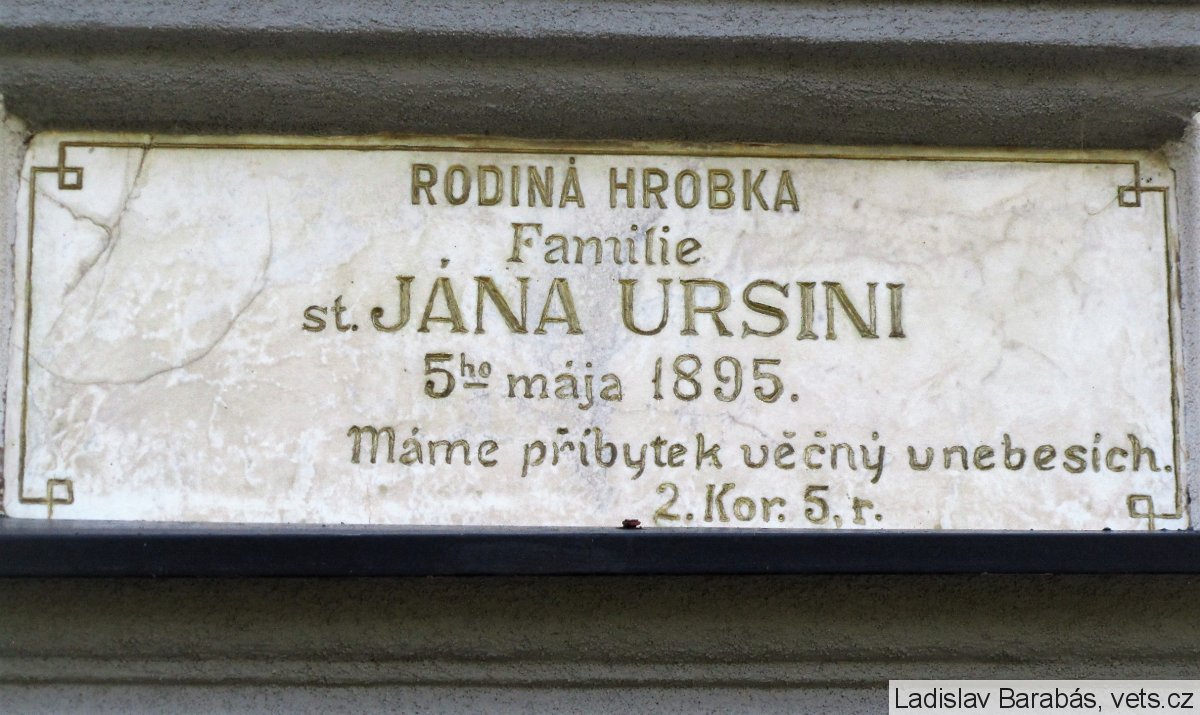 RODINÁ HROBKA
Familie
st. JÁNA URSINI
5ho mája 1895.
Máme příbytek věčný v nebesích.
2. Kor. 5, r.
Ladislav Barabás, vets.cz